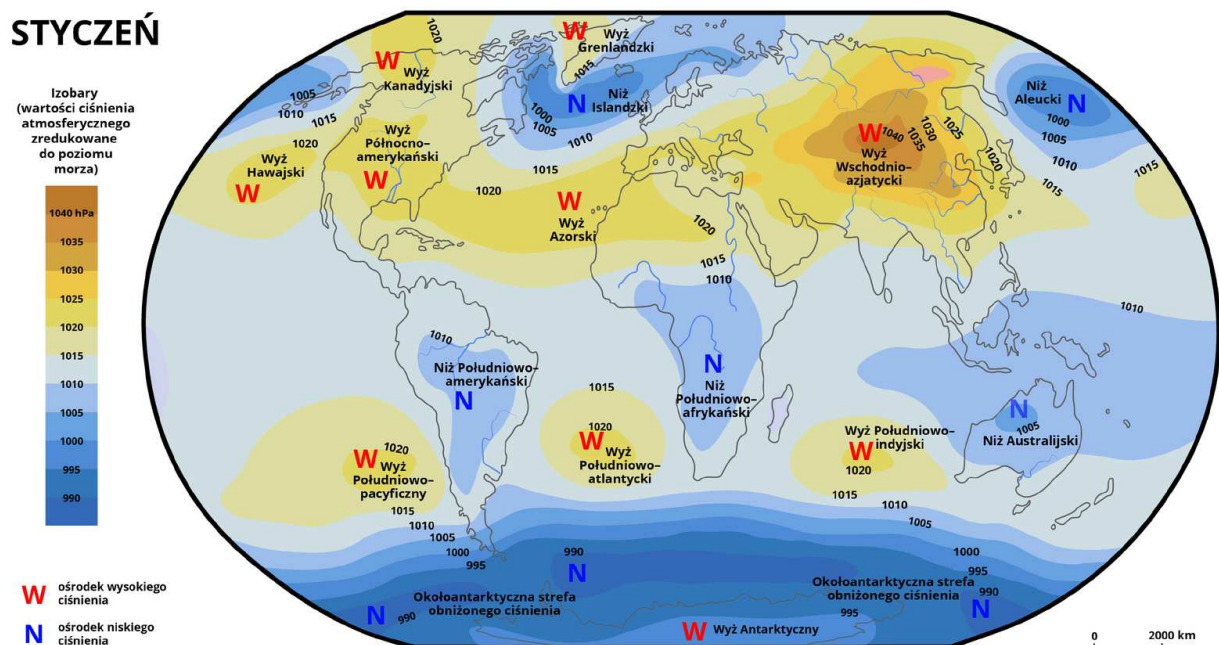 STYCZEŃ
Izobary
(wartości ciśnienia
atmosferycznego
zredukowane
do poziomu
morza)
1040 hPa
1035
1030
1025
1020
1015
1010
1005
1000
995
990
W
ośrodek wysokiego
ciśnienia
N
ośrodek niskiego
ciśnienia
1020
W
Wyż
Kanadyjski
W
Wyż
Grenlandzki
1015
1005
1010
1015
1020
Wyż
Hawajski
W
Wyż
Północno–
amerykański
W
1000
1005
1010
N
Niż
Islandzki
1015
1020
W
Wyż
Azorski
1020
1015
1010
W
1040
1035
1030
1025
1020
Wyż
Wschodnio–
azjatycki
Niż
Aleucki
N
1000
1005
1010
1015
1015
1010
1010
Niż Południowo–
amerykański
N
1015
1020
W
Wyż
Południowo–
atlantycki
N
Niż
Południowo–
afrykański
Wyż Południowo–
indyjski
W
1020
1015
1010
1005
N
1005
Niż Australijski
W
1020
Wyż
Południowo–
pacyficzny
1015
1010
1005
1000
995
990
N
Okołoantarktyczna strefa
obniżonego ciśnienia
N
990
1000
995
990
Okołoantarktyczna strefa
obniżonego ciśnienia
N
995
W
Wyż Antarktyczny
0
2000 km